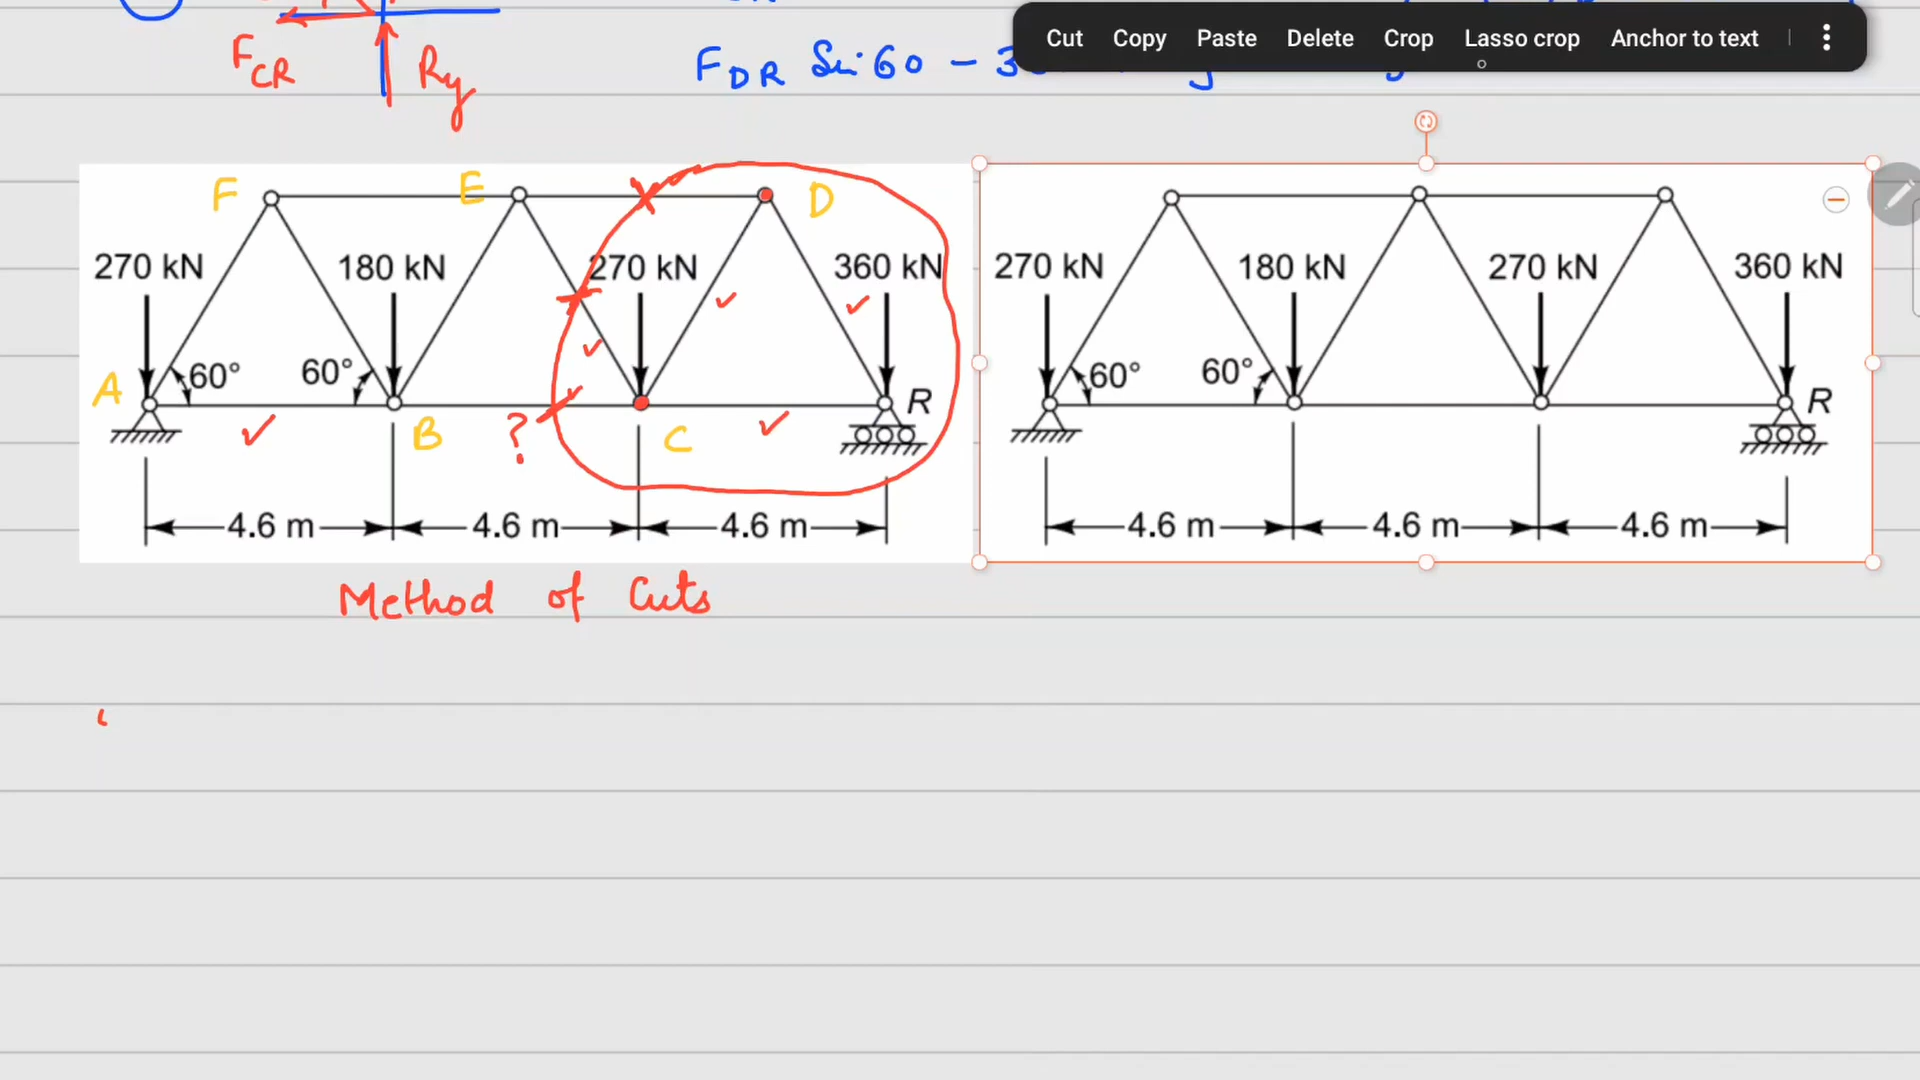 Cut Copy Paste Delete Crop Lasso crop Anchor to text
F_CR R_y F_DR Sin 60 - 3
F E D
270 kN 180 kN 270 kN 360 kN
A 60° 60° R
B ? C
4.6 m 4.6 m 4.6 m
270 kN 180 kN 270 kN 360 kN
60° 60° R
4.6 m 4.6 m 4.6 m
Method of Cuts